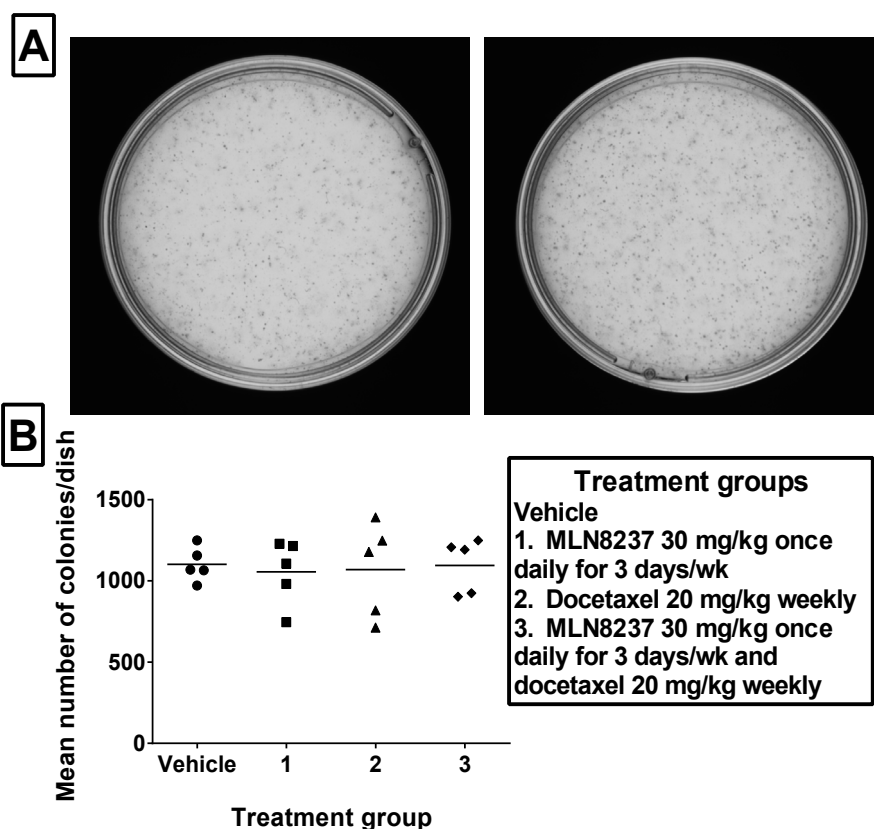 A
B
Mean number of colonies/dish
1500
1000
500
0
Vehicle 1 2 3
Treatment group
Treatment groups
Vehicle
1. MLN8237 30 mg/kg once
daily for 3 days/wk
2. Docetaxel 20 mg/kg weekly
3. MLN8237 30 mg/kg once
daily for 3 days/wk and
docetaxel 20 mg/kg weekly